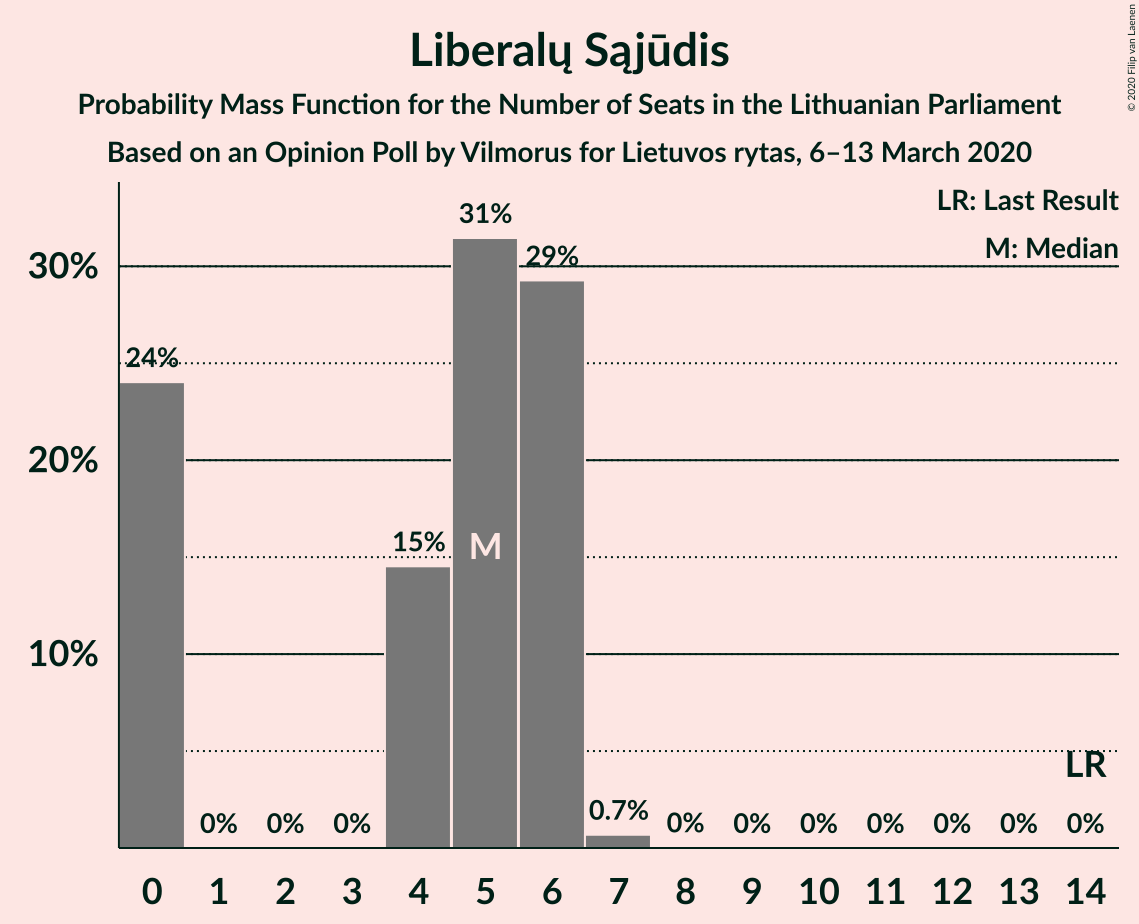 Liberalų Sąjūdis
Probability Mass Function for the Number of Seats in the Lithuanian Parliament
Based on an Opinion Poll by Vilmorus for Lietuvos rytas, 6–13 March 2020
© 2020 Filip van Laenen
LR: Last Result
M: Median
31%
29%
30%
24%
20%
15%
M
10%
LR
0% 0% 0% 0.7% 0% 0% 0% 0% 0% 0% 0%
0 1 2 3 4 5 6 7 8 9 10 11 12 13 14